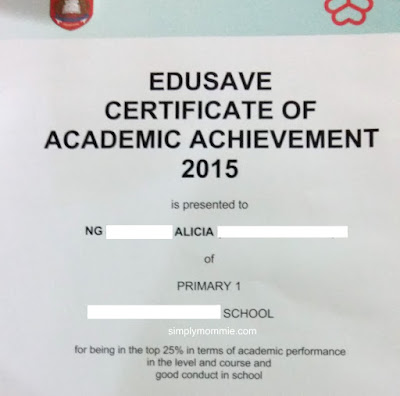 EDUSAVE
CERTIFICATE OF
ACADEMIC ACHIEVEMENT
2015
is presented to
NG ALICIA
of
PRIMARY 1
SCHOOL
simplymommie.com
for being in the top 25% in terms of academic performance
in the level and course and
good conduct in school